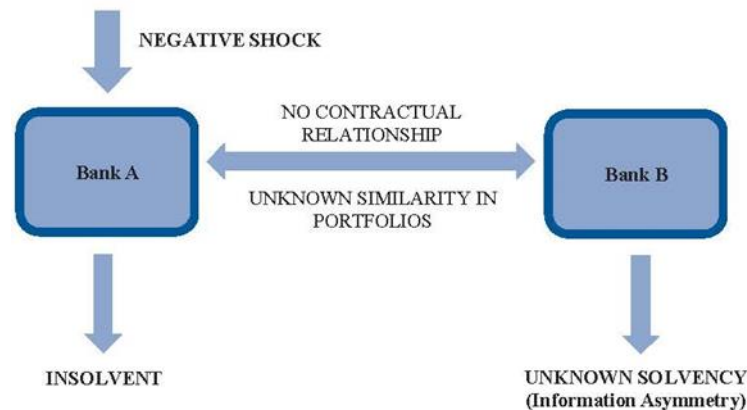 NEGATIVE SHOCK
NO CONTRACTUAL
RELATIONSHIP
Bank A
Bank B
UNKNOWN SIMILARITY IN
PORTFOLIOS
INSOLVENT
UNKNOWN SOLVENCY
(Information Asymmetry)